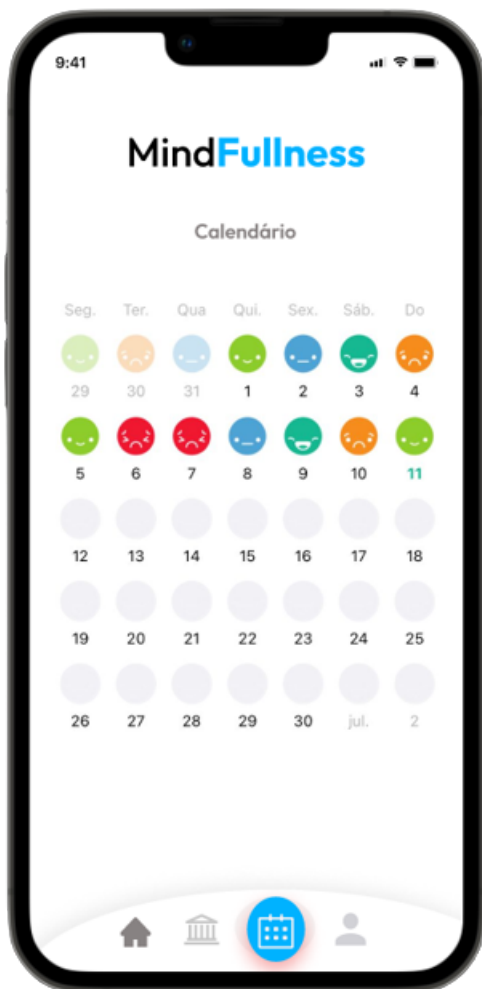 9:41
MindFullness
Calendário
Seg. Ter. Qua Qui. Sex. Sáb. Do
29 30 31 1 2 3 4
5 6 7 8 9 10 11
12 13 14 15 16 17 18
19 20 21 22 23 24 25
26 27 28 29 30 jul. 2